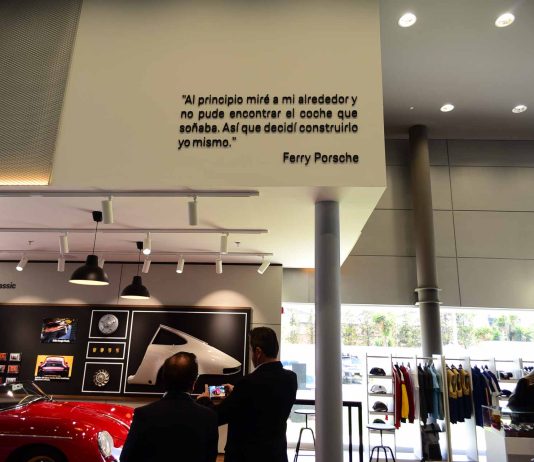 "Al principio miré a mi alrededor y
no pude encontrar el coche que
soñaba. Así que decidí construirlo
yo mismo."
Ferry Porsche